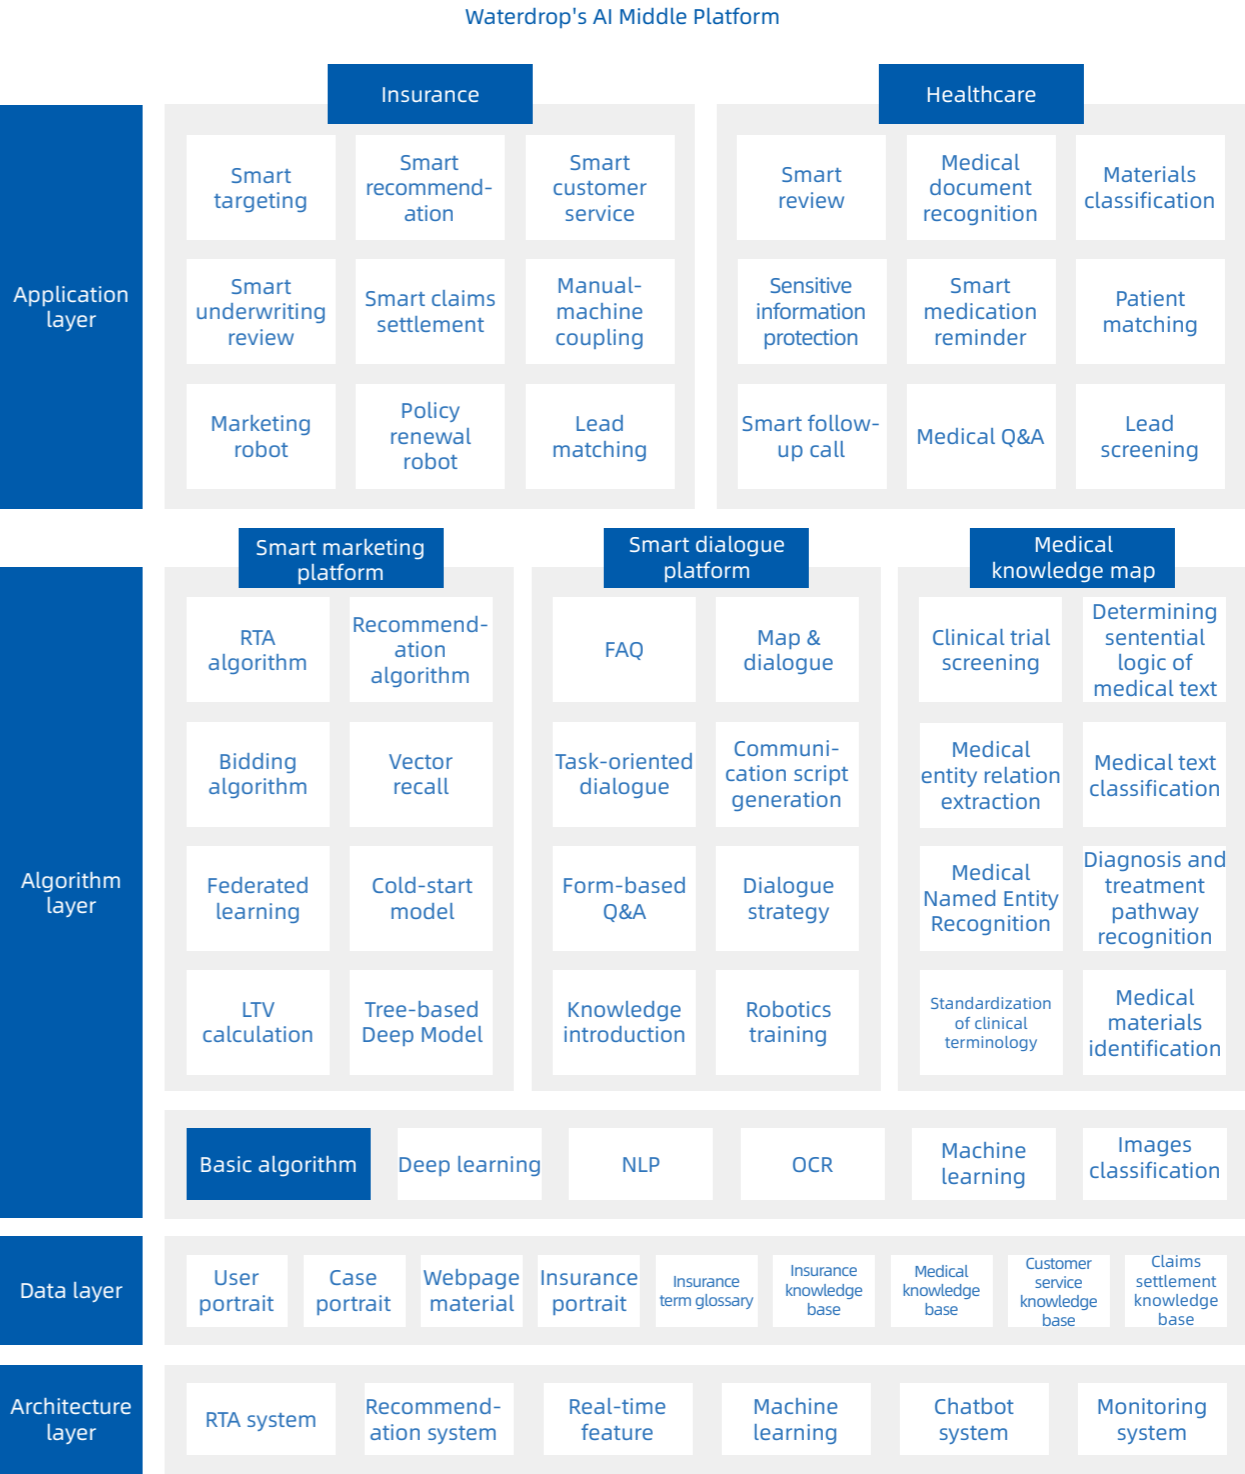 Waterdrop's AI Middle Platform
Application
layer
Insurance
Smart
targeting
Smart
recommend-
ation
Smart
customer
service
Smart
underwriting
review
Smart claims
settlement
Manual-
machine
coupling
Marketing
robot
Policy
renewal
robot
Lead
matching
Healthcare
Smart
review
Medical
document
recognition
Materials
classification
Sensitive
information
protection
Smart
medication
reminder
Patient
matching
Smart follow-
up call
Medical Q&A
Lead
screening
Algorithm
layer
Smart marketing
platform
RTA
algorithm
Recommend-
ation
algorithm
Bidding
algorithm
Vector
recall
Federated
learning
Cold-start
model
LTV
calculation
Tree-based
Deep Model
Smart dialogue
platform
FAQ
Map &
dialogue
Task-oriented
dialogue
Communi-
cation script
generation
Form-based
Q&A
Dialogue
strategy
Knowledge
introduction
Robotics
training
Medical
knowledge map
Clinical trial
screening
Determining
sentential
logic of
medical text
Medical
entity relation
extraction
Medical text
classification
Medical
Named Entity
Recognition
Diagnosis and
treatment
pathway
recognition
Standardization
of clinical
terminology
Medical
materials
identification
Basic algorithm
Deep learning
NLP
OCR
Machine
learning
Images
classification
Data layer
User
portrait
Case
portrait
Webpage
material
Insurance
portrait
Insurance
term glossary
Insurance
knowledge
base
Medical
knowledge
base
Customer
service
knowledge
base
Claims
settlement
knowledge
base
Architecture
layer
RTA system
Recommend-
ation system
Real-time
feature
Machine
learning
Chatbot
system
Monitoring
system